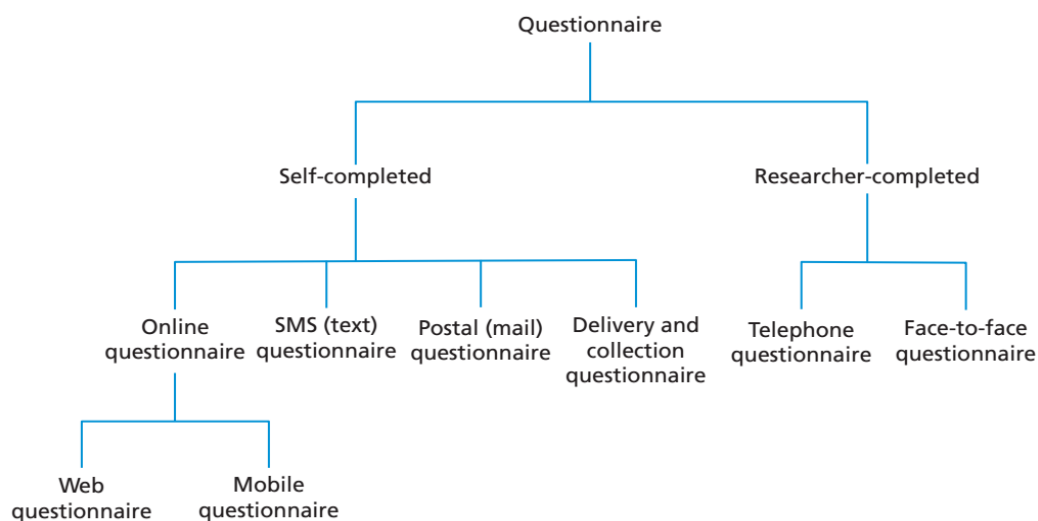 Questionnaire
Self-completed
Researcher-completed
Online
questionnaire
SMS (text)
questionnaire
Postal (mail)
questionnaire
Delivery and
collection
questionnaire
Telephone
questionnaire
Face-to-face
questionnaire
Web
questionnaire
Mobile
questionnaire